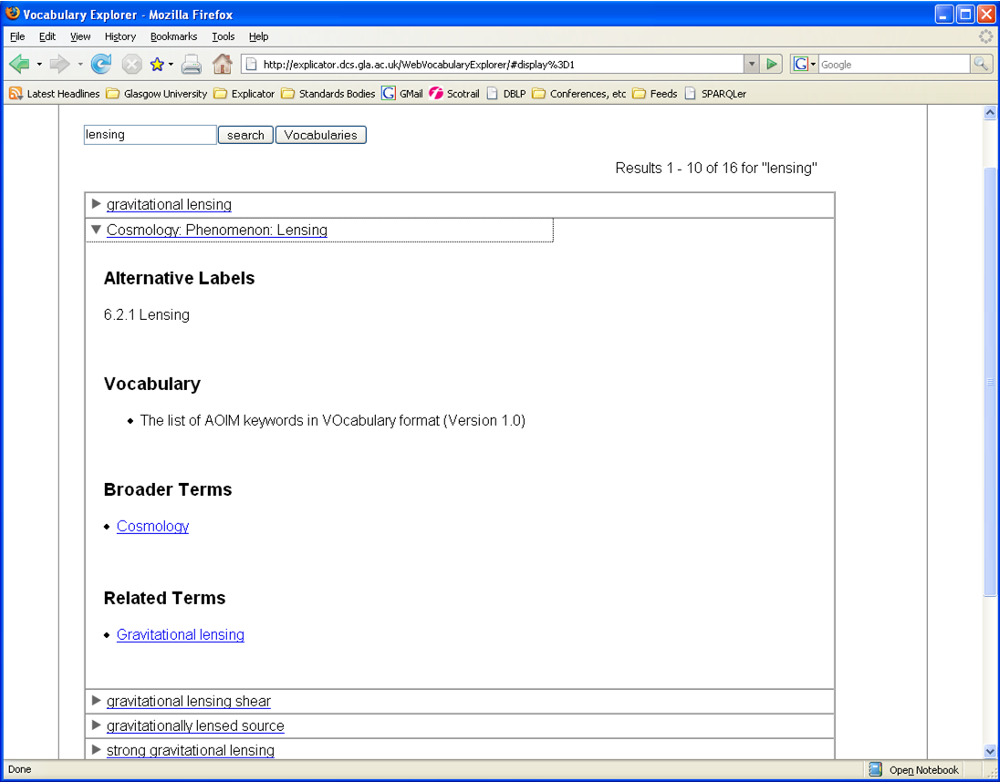 Vocabulary Explorer - Mozilla Firefox
File Edit View History Bookmarks Tools Help
http://explicator.dcs.gla.ac.uk/WebVocabularyExplorer/#display%3D1
G Google
Latest Headlines Glasgow University Explicator Standards Bodies G GMail Scotrail DBLP Conferences, etc Feeds SPARQLer
lensing search Vocabularies
Results 1 - 10 of 16 for "lensing"
gravitational lensing
Cosmology: Phenomenon: Lensing
Alternative Labels
6.2.1 Lensing
Vocabulary
• The list of AOIM keywords in VOcabulary format (Version 1.0)
Broader Terms
• Cosmology
Related Terms
• Gravitational lensing
gravitational lensing shear
gravitationally lensed source
strong gravitational lensing
Done Open Notebook